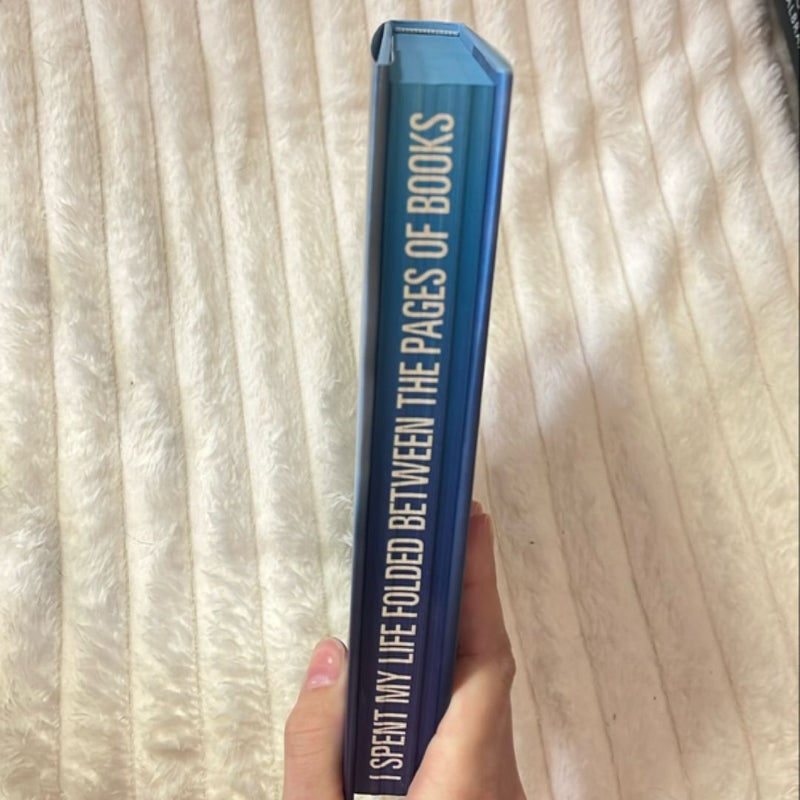 I SPENT MY LIFE FOLDED BETWEEN THE PAGES OF BOOKS